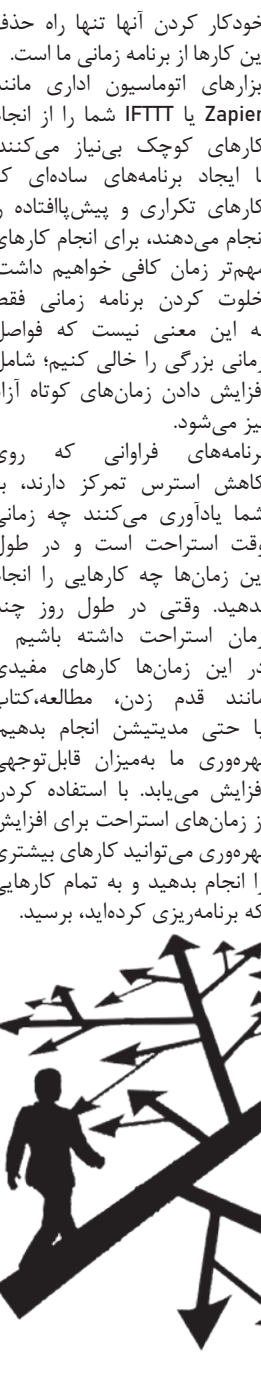 خودکار کردن آنها تنها راه حذف
این کارها از برنامه زمانی ما است.
ابزارهای اتوماسیون اداری مانند
Zapier یا IFTTT شما را از انجام
کارهای کوچک بی‌نیاز می‌کنند.
با ایجاد برنامه‌های ساده‌ای که
کارهای تکراری و پیش‌پاافتاده را
انجام می‌دهند، برای انجام کارهای
مهم‌تر زمان کافی خواهیم داشت.
خلوت کردن برنامه زمانی فقط
به این معنی نیست که فواصل
زمانی بزرگی را خالی کنیم؛ شامل
افزایش دادن زمان‌های کوتاه آزاد
نیز می‌شود.
برنامه‌های فراوانی که روی
کاهش استرس تمرکز دارند، به
شما یادآوری می‌کنند چه زمانی
وقت استراحت است و در طول
این زمان‌ها چه کارهایی را انجام
بدهید. وقتی در طول روز چند
زمان استراحت داشته باشیم
در این زمان‌ها کارهای مفیدی
مانند قدم زدن، مطالعه،کتاب
یا حتی مدیتیشن انجام بدهیم
بهره‌وری ما به‌میزان قابل‌توجهی
افزایش می‌یابد. با استفاده کردن
از زمان‌های استراحت برای افزایش
بهره‌وری می‌توانید کارهای بیشتری
را انجام بدهید و به تمام کارهایی
که برنامه‌ریزی کرده‌اید، برسید.